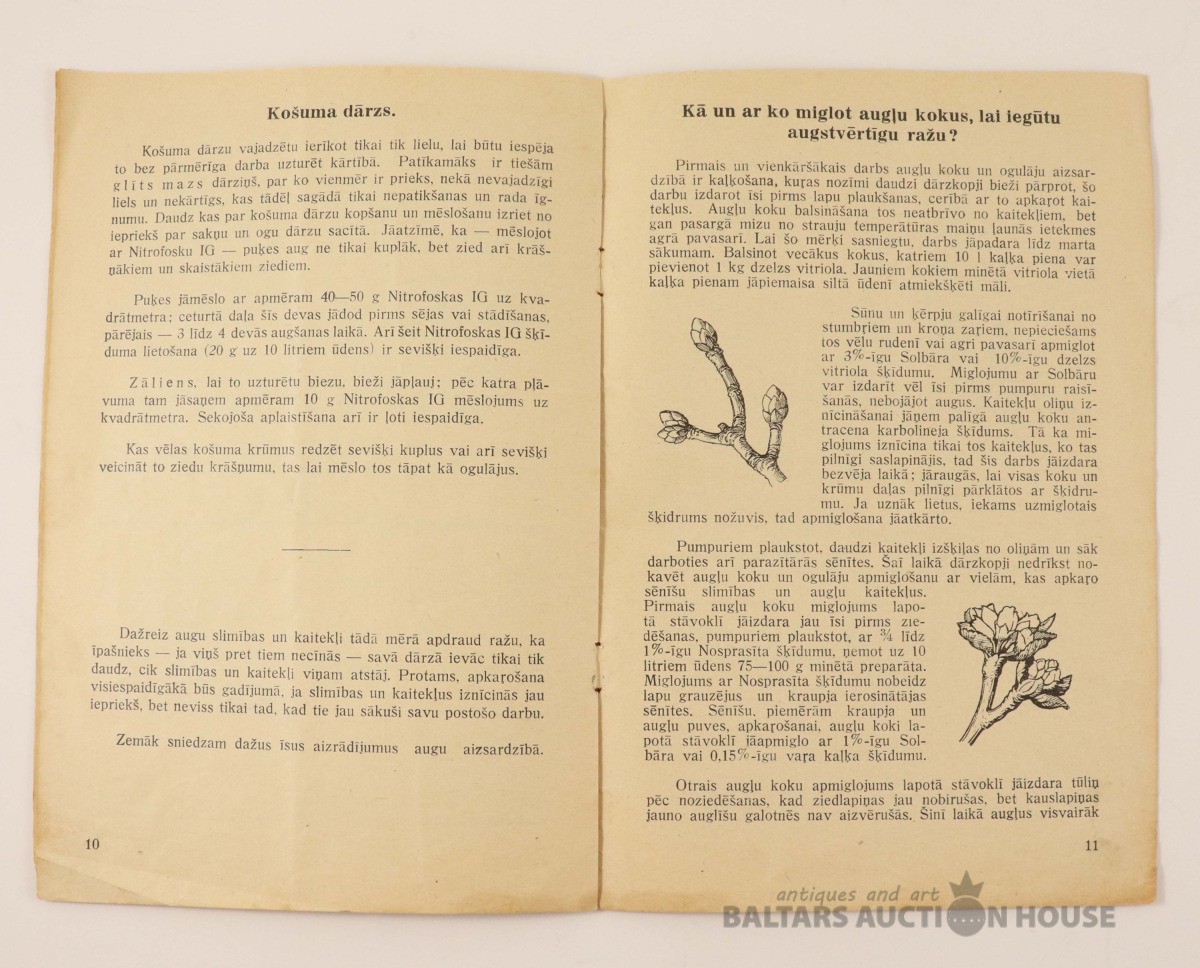 Košuma dārzs.
Košuma dārzu vajadzētu ierīkot tikai tik lielu, lai būtu iespēja
to bez pārmērīga darba uzturēt kārtībā. Patīkamāks ir tiešām
glīts mazs dārziņš, par ko vienmēr ir prieks, nekā nevajadzīgi
liels un nekārtīgs, kas tādēļ sagādā tikai nepatikšanas un rada īg-
numu. Daudz kas par košuma dārzu kopšanu un mēslošanu izriet no
iepriekš par sakņu un ogu dārzu sacītā. Jāatzīmē, ka — mēslojot
ar Nitrofosku IG — puķes aug ne tikai kuplāk, bet zied arī krāš-
ņākiem un skaistākiem ziediem.
Puķes jāmēslo ar apmēram 40—50 g Nitrofoskas IG uz kva-
drātmetra; ceturtā daļa šīs devas jādod pirms sējas vai stādīšanas,
pārējais — 3 līdz 4 devās augšanas laikā. Arī šeit Nitrofoskas IG šķī-
duma lietošana (20 g uz 10 litriem ūdens) ir sevišķi iespaidīga.
Zāliens, lai to uzturētu biezu, bieži jāpļauj; pēc katra pļā-
vuma tam jāsaņem apmēram 10 g Nitrofoskas IG mēslojums uz
kvadrātmetra. Sekojoša aplaistīšana arī ir ļoti iespaidīga.
Kas vēlas košuma krūmus redzēt sevišķi kuplus vai arī sevišķi
veicināt to ziedu krāšņumu, tas lai mēslo tos tāpat kā ogulājus.
Dažreiz augu slimības un kaitekļi tādā mērā apdraud ražu, ka
īpašnieks — ja viņš pret tiem necīnās — savā dārzā ievāc tikai tik
daudz, cik slimības un kaitekļi viņam atstāj. Protams, apkaŗošana
visiespaidīgākā būs gadījumā, ja slimības un kaitekļus iznīcinās jau
iepriekš, bet neviss tikai tad, kad tie jau sākuši savu postošo darbu.
Zemāk sniedzam dažus īsus aizrādījumus augu aizsardzībā.
10
Kā un ar ko miglot augļu kokus, lai iegūtu
augstvērtīgu ražu?
Pirmais un vienkāršākais darbs augļu koku un ogulāju aizsar-
dzībā ir kaļķošana, kuŗas nozīmi daudzi dārzkopji bieži pārprot, šo
darbu izdarot īsi pirms lapu plaukšanas, cerībā ar to apkaŗot kai-
tekļus. Augļu koku balsināšana tos neatbrīvo no kaitekļiem, bet
gan pasargā mizu no strauju temperātūras maiņu ļaunās ietekmes
agrā pavasarī. Lai šo mērķi sasniegtu, darbs jāpadara līdz marta
sākumam. Balsinot vecākus kokus, katriem 10 l kaļķa piena var
pievienot 1 kg dzelzs vitriola. Jauniem kokiem minētā vitriola vietā
kaļķa pienam jāpiemaisa siltā ūdenī atmiekšķēti māli.
Sūnu un ķērpju galīgai notīrīšanai no
stumbŗiem un kroņa zaŗiem, nepieciešams
tos vēlu rudenī vai agri pavasarī apmiglot
ar 3%-īgu Solbāra vai 10%-īgu dzelzs
vitriola šķīdumu. Miglojumu ar Solbāru
var izdarīt vēl īsi pirms pumpuru raisī-
šanās, nebojājot augus. Kaitekļu oliņu iz-
nīcināšanai jāņem palīgā augļu koku an-
tracena karbolineja šķīdums. Tā ka mi-
glojums iznīcina tikai tos kaitekļus, ko tas
pilnīgi saslapinājis, tad šis darbs jāizdara
bezvēja laikā; jāraugās, lai visas koku un
krūmu daļas pilnīgi pārklātos ar šķidru-
mu. Ja uznāk lietus, iekams uzmiglotais
šķidrums nožuvis, tad apmiglošana jāatkārto.
Pumpuriem plaukstot, daudzi kaitekļi izšķiļas no oliņām un sāk
darboties arī parazītārās sēnītes. Šai laikā dārzkopji nedrīkst no-
kavēt augļu koku un ogulāju apmiglošanu ar vielām, kas apkaŗo
sēnīšu slimības un augļu kaitekļus.
Pirmais augļu koku miglojums lapo-
tā stāvoklī jāizdara jau īsi pirms zie-
dēšanas, pumpuriem plaukstot, ar ¾ līdz
1%-īgu Nosprasīta šķīdumu, ņemot uz 10
litriem ūdens 75—100 g minētā preparāta.
Miglojums ar Nosprasīta šķīdumu nobeidz
lapu grauzējus un kraupja ierosinātājas
sēnītes. Sēnīšu, piemērām kraupja un
augļu puves, apkaŗošanai, augļu koki la-
potā stāvoklī jāapmiglo ar 1%-īgu Sol-
bāra vai 0,15%-īgu vaŗa kaļķa šķīdumu.
Otrais augļu koku apmiglojums lapotā stāvoklī jāizdara tūliņ
pēc noziedēšanas, kad ziedlapiņas jau nobirušas, bet kauslapiņas
jauno auglīšu galotnēs nav aizvērušās. Šinī laikā augļus visvairāk
11
antiques and art
BALTARS AUCTION HOUSE